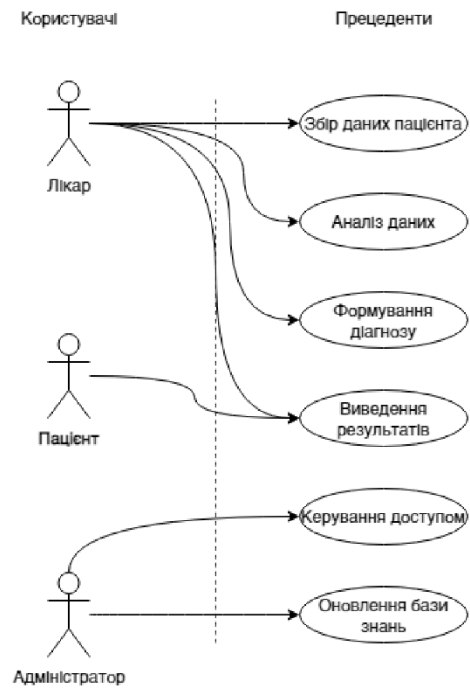 Користувачі
Прецеденти
Збір даних пацієнта
Лікар
Аналіз даних
Формування
діагнозу
Виведення
результатів
Пацієнт
Керування доступом
Оновлення бази
знань
Адміністратор